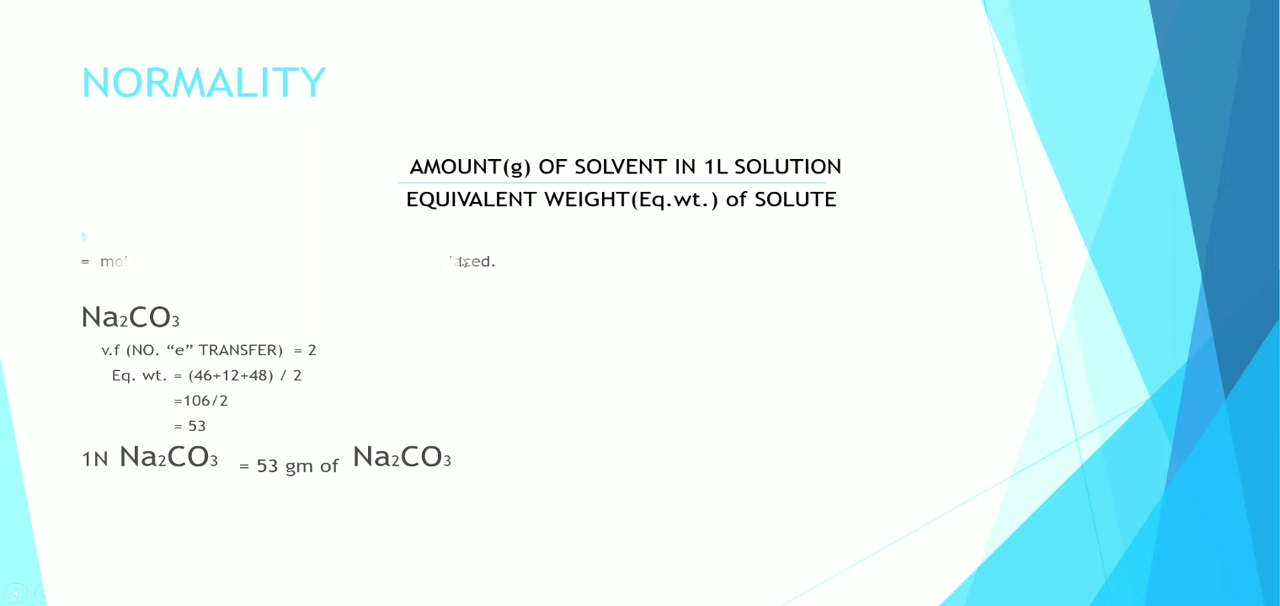 NORMALITY
AMOUNT(g) OF SOLVENT IN 1L SOLUTION
EQUIVALENT WEIGHT(Eq.wt.) of SOLUTE
=
Na₂CO₃
v.f (NO. “e” TRANSFER) = 2
Eq. wt. = (46+12+48) / 2
=106/2
= 53
1N Na₂CO₃ = 53 gm of Na₂CO₃